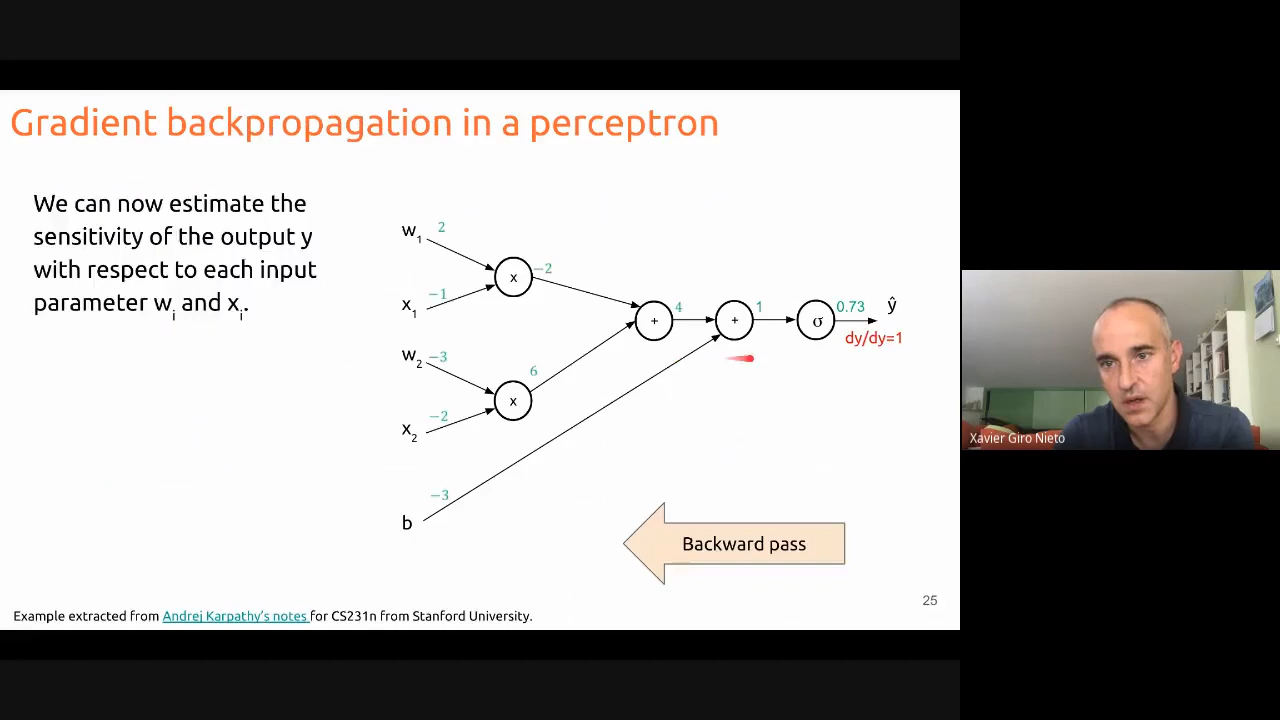 Gradient backpropagation in a perceptron
We can now estimate the
sensitivity of the output y
with respect to each input
parameter wi and xi.
w1 2
x
−2
x1 −1
w2 −3
x
6
x2 −2
b −3
+
4
+
1
σ
0.73
ŷ
dy/dy=1
Backward pass
25
Example extracted from Andrej Karpathy's notes for CS231n from Stanford University.
Xavier Giro Nieto